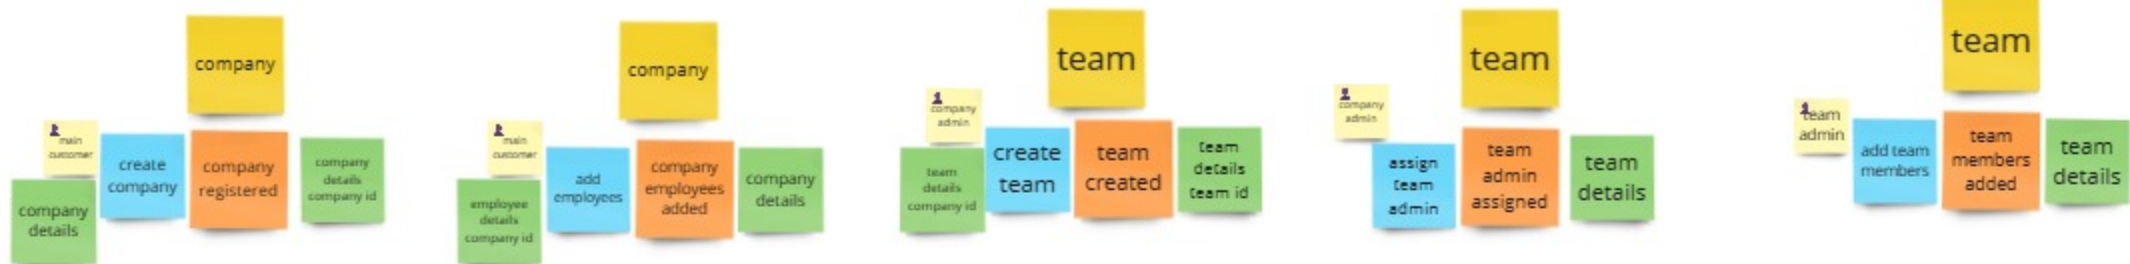 company
main
customer
create
company
company
registered
company
details
company id
company
details
company
main
customer
add
employees
company
employees
added
company
details
employee
details
company id
team
company
admin
create
team
team
created
team
details
team id
team
details
company id
team
company
admin
assign
team
admin
team
admin
assigned
team
details
team
team
admin
add team
members
team
members
added
team
details